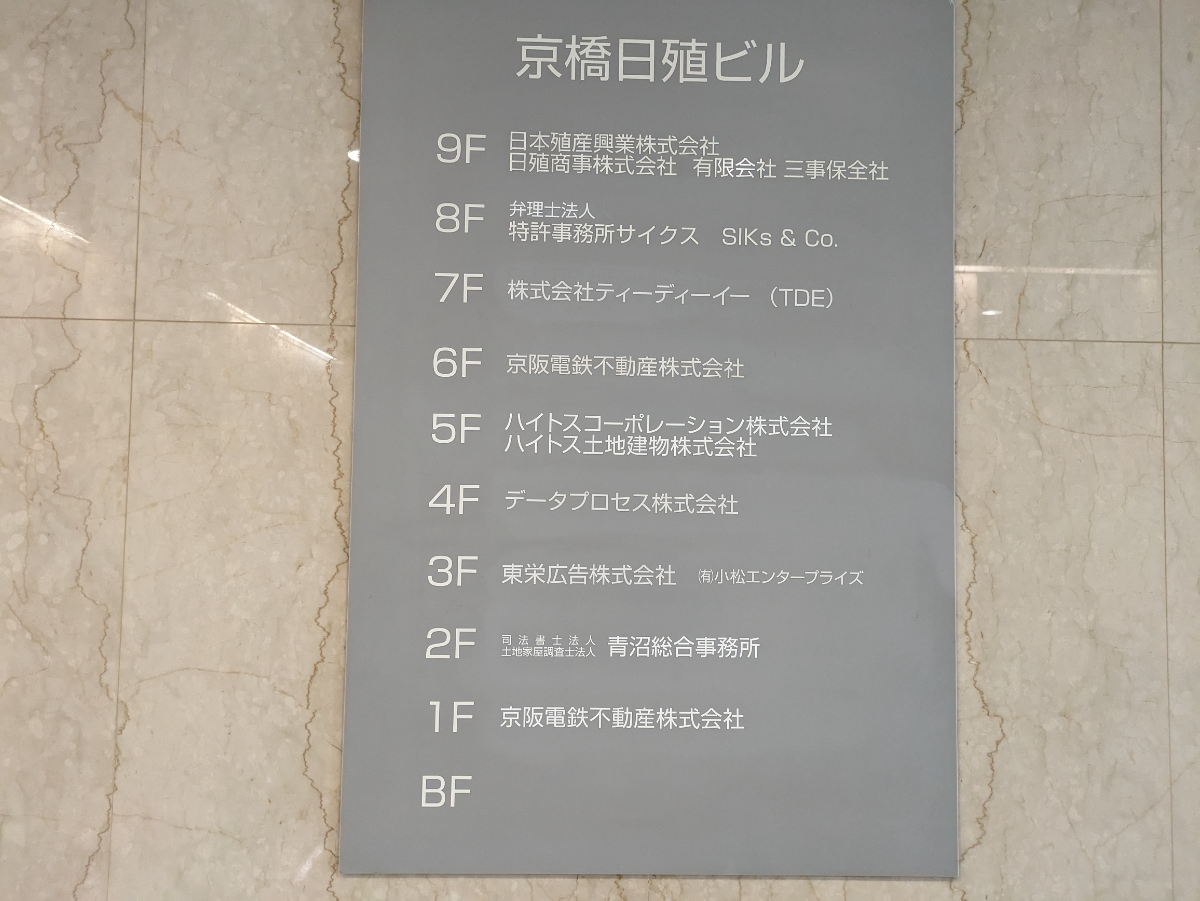 京橋日殖ビル
9F 日本殖産興業株式会社
日殖商事株式会社 有限会社 三事保全社
8F 弁理士法人
特許事務所サイクス SIKs & Co.
7F 株式会社ティーディーイー (TDE)
6F 京阪電鉄不動産株式会社
5F ハイトスコーポレーション株式会社
ハイトス土地建物株式会社
4F データプロセス株式会社
3F 東栄広告株式会社 ㈲小松エンタープライズ
2F 司法書士法人
土地家屋調査士法人 青沼総合事務所
1F 京阪電鉄不動産株式会社
BF